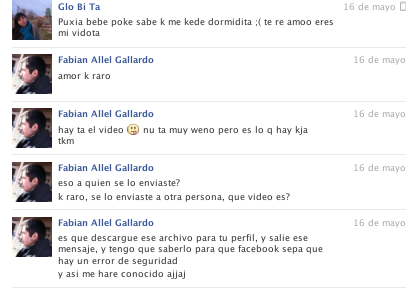 Glo Bi Ta
16 de mayo
Puxia bebe poke sabe k me kede dormidita ;( te re amoo eres
mi vidota
Fabian Allel Gallardo
16 de mayo
amor k raro
Fabian Allel Gallardo
16 de mayo
hay ta el video nu ta muy weno pero es lo q hay kja
tkm
Fabian Allel Gallardo
16 de mayo
eso a quien se lo enviaste?
k raro, se lo enviaste a otra persona, que video es?
Fabian Allel Gallardo
16 de mayo
es que descargue ese archivo para tu perfil, y salie ese
mensaje, y tengo que saberlo para que facebook sepa que
hay un error de seguridad
y asi me hare conocido ajjaj